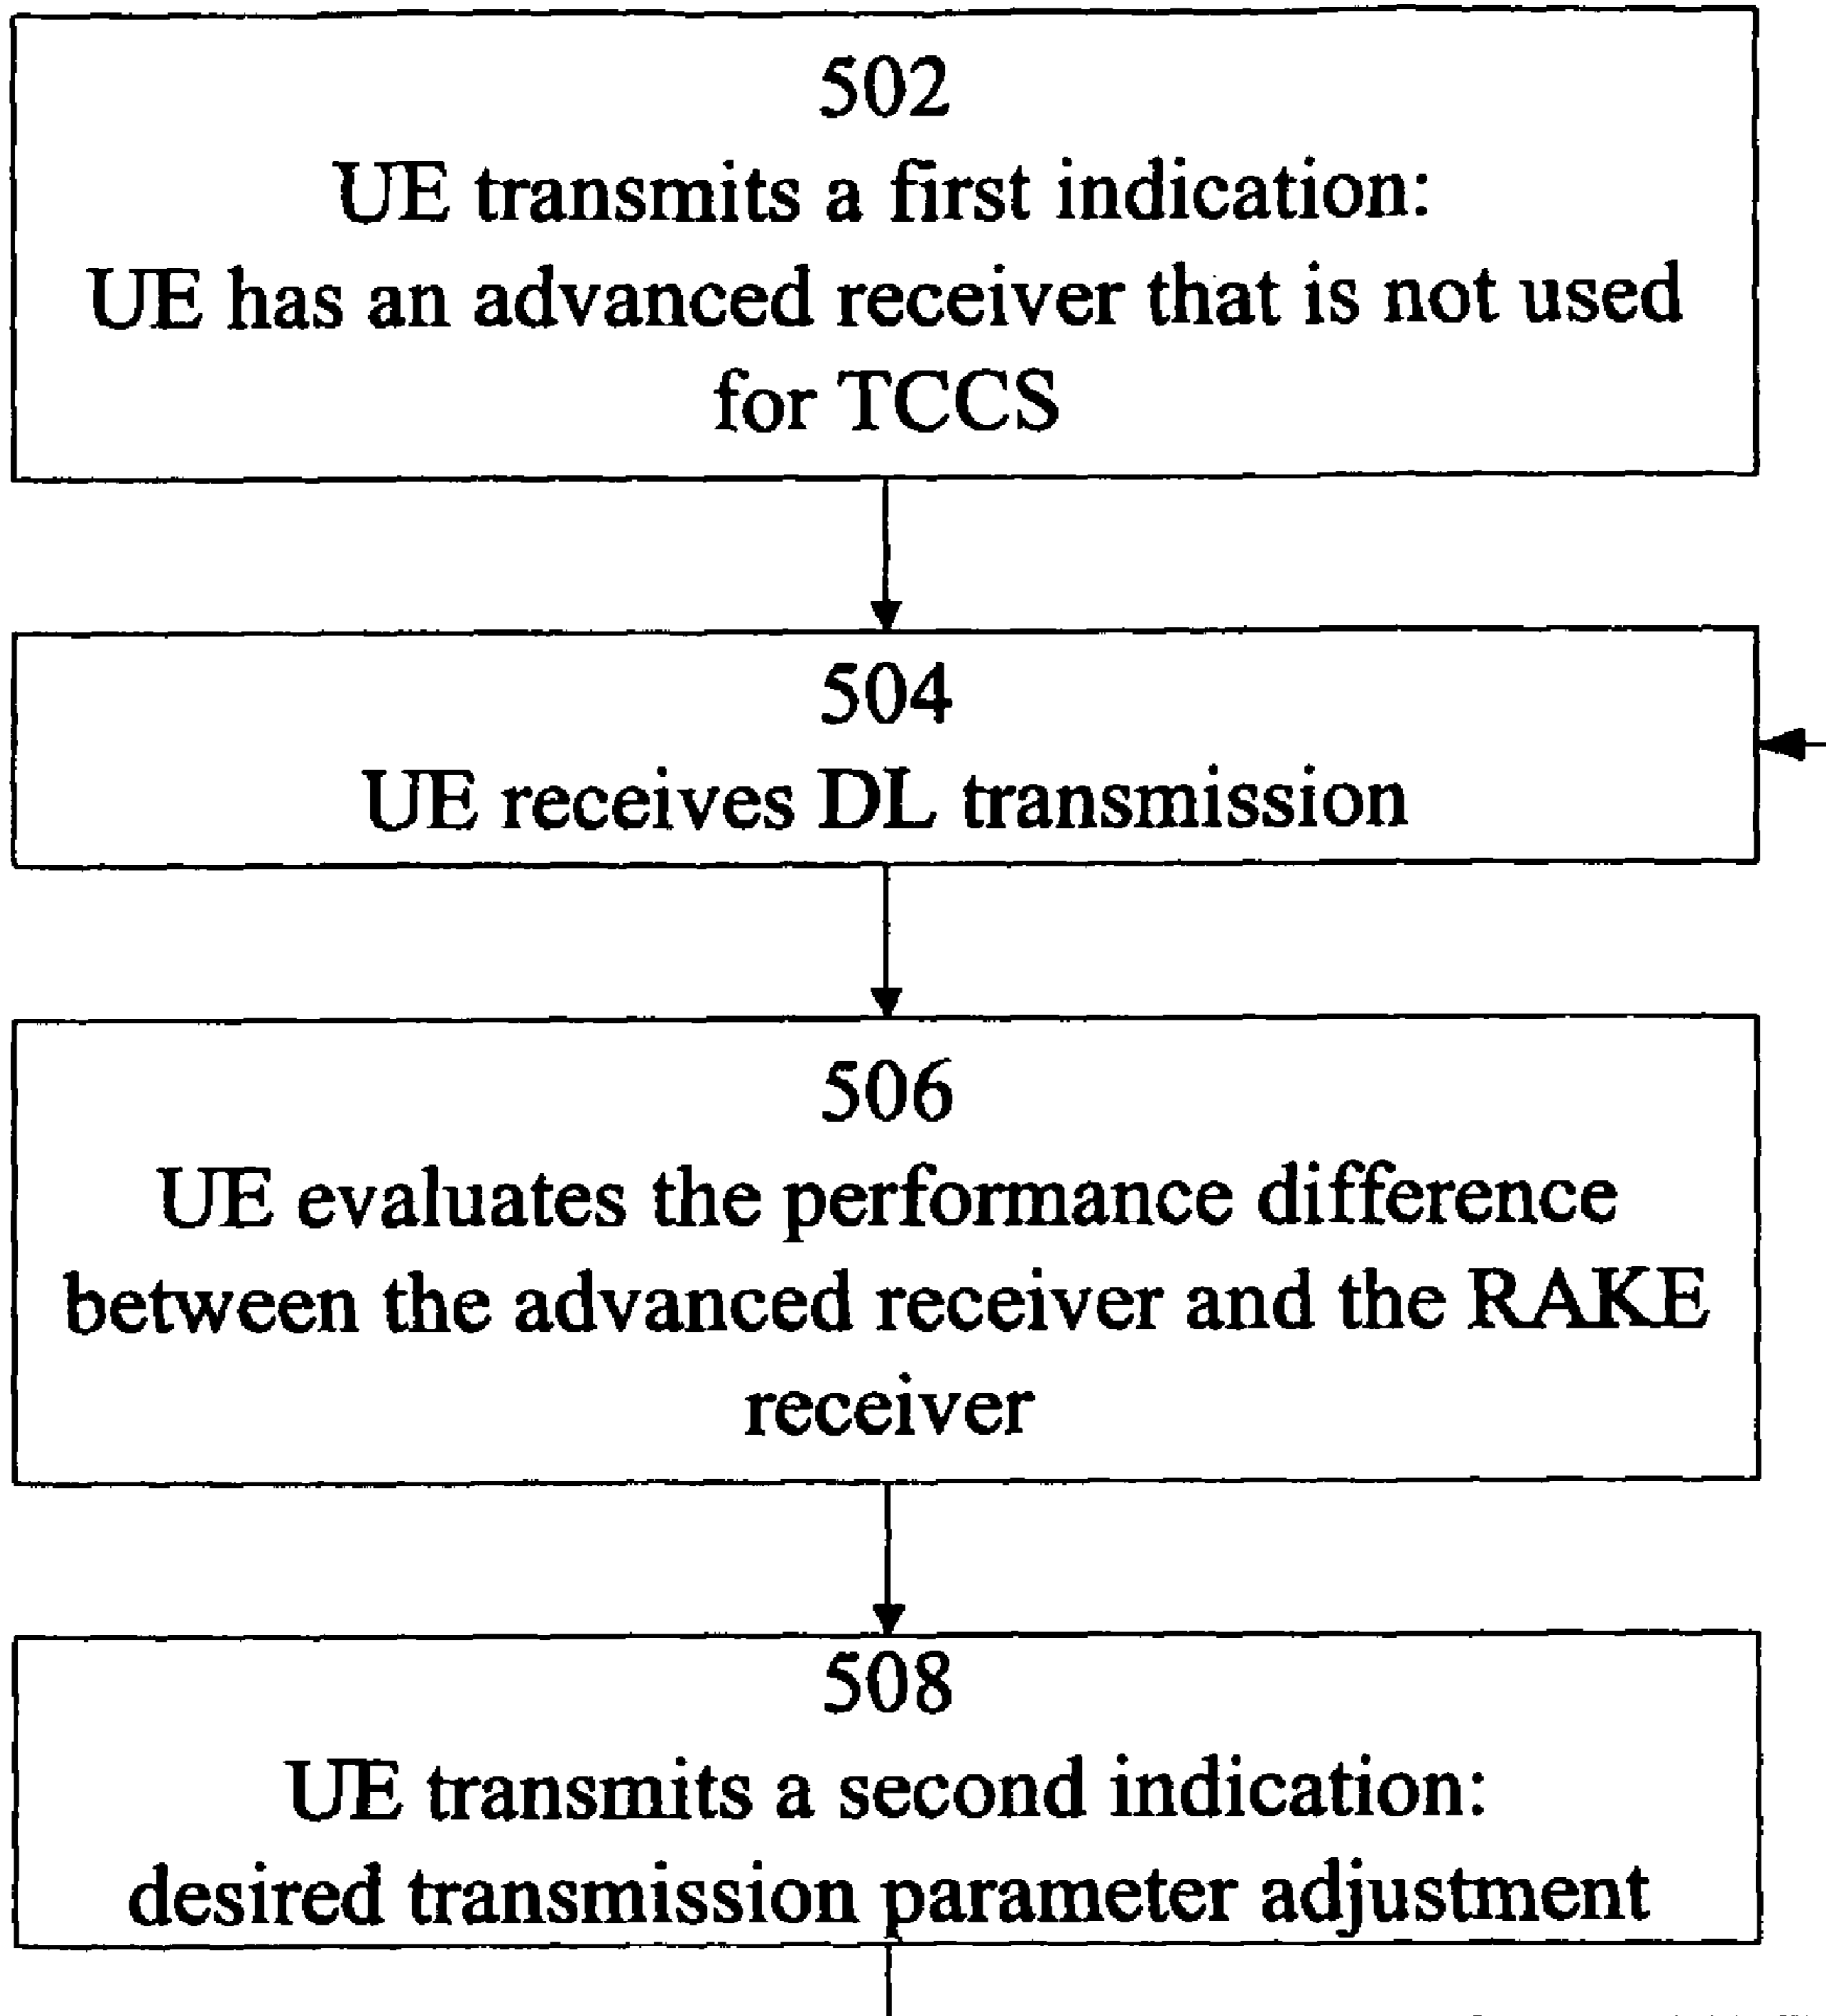 502
UE transmits a first indication:
UE has an advanced receiver that is not used
for TCCS
504
UE receives DL transmission
506
UE evaluates the performance difference
between the advanced receiver and the RAKE
receiver
508
UE transmits a second indication:
desired transmission parameter adjustment